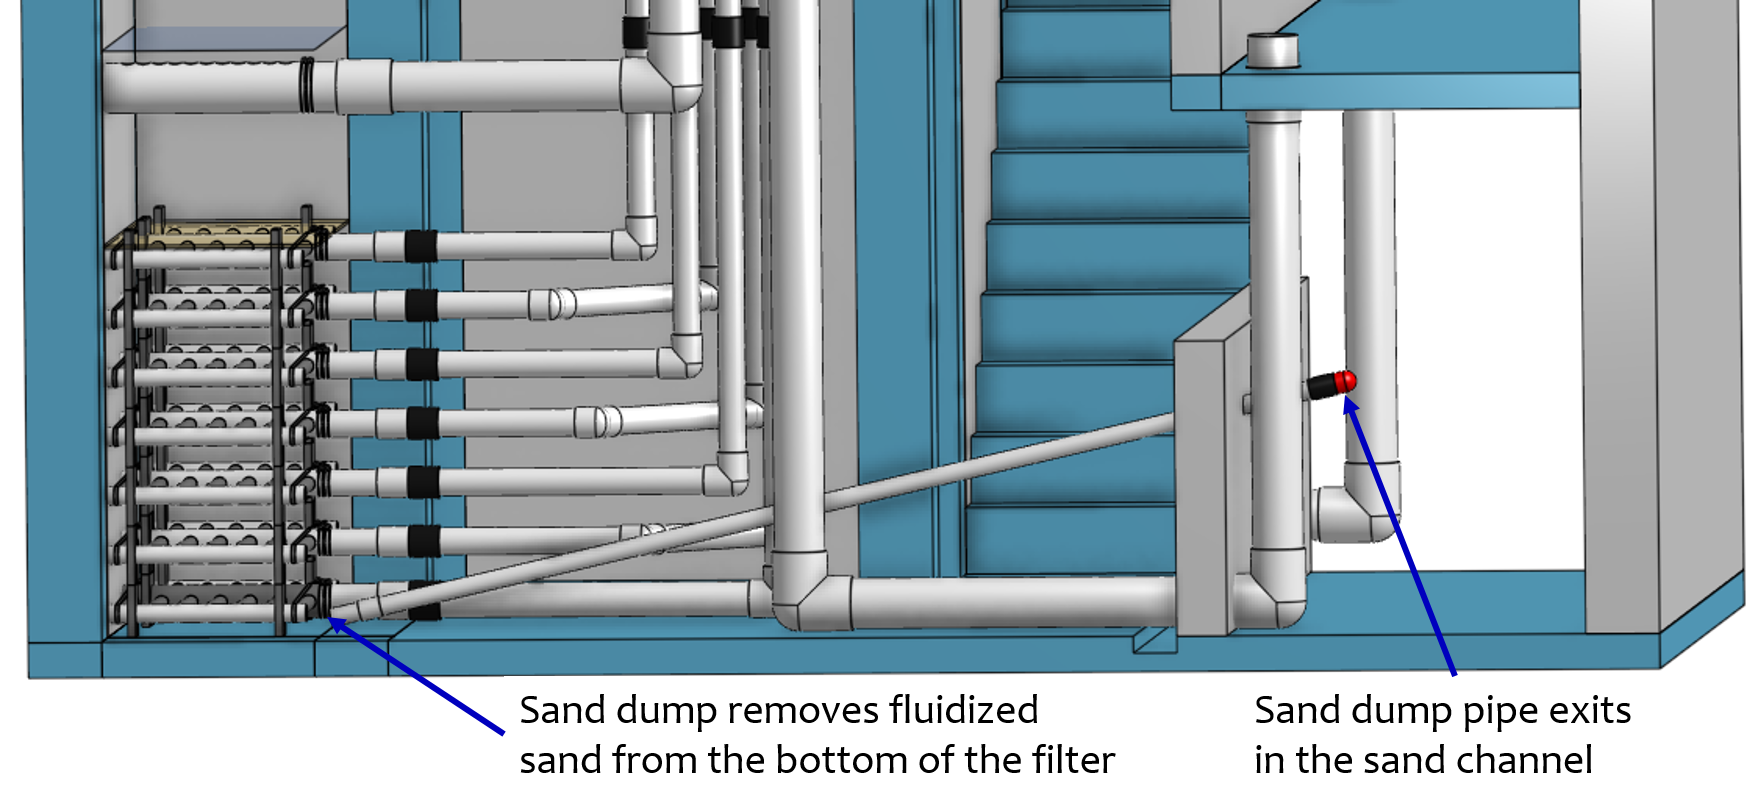 Sand dump removes fluidized
sand from the bottom of the filter
Sand dump pipe exits
in the sand channel